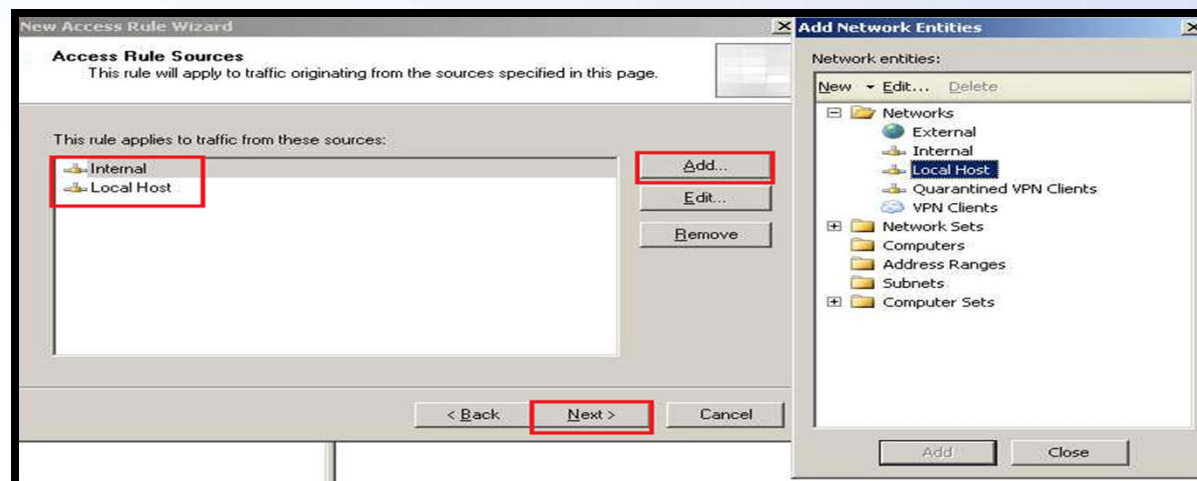 New Access Rule Wizard
Access Rule Sources
This rule will apply to traffic originating from the sources specified in this page.
This rule applies to traffic from these sources:
Internal
Local Host
Add...
Edit...
Remove
< Back
Next >
Cancel
Add Network Entities
Network entities:
New Edit... Delete
Networks
External
Internal
Local Host
Quarantined VPN Clients
VPN Clients
Network Sets
Computers
Address Ranges
Subnets
Computer Sets
Add
Close